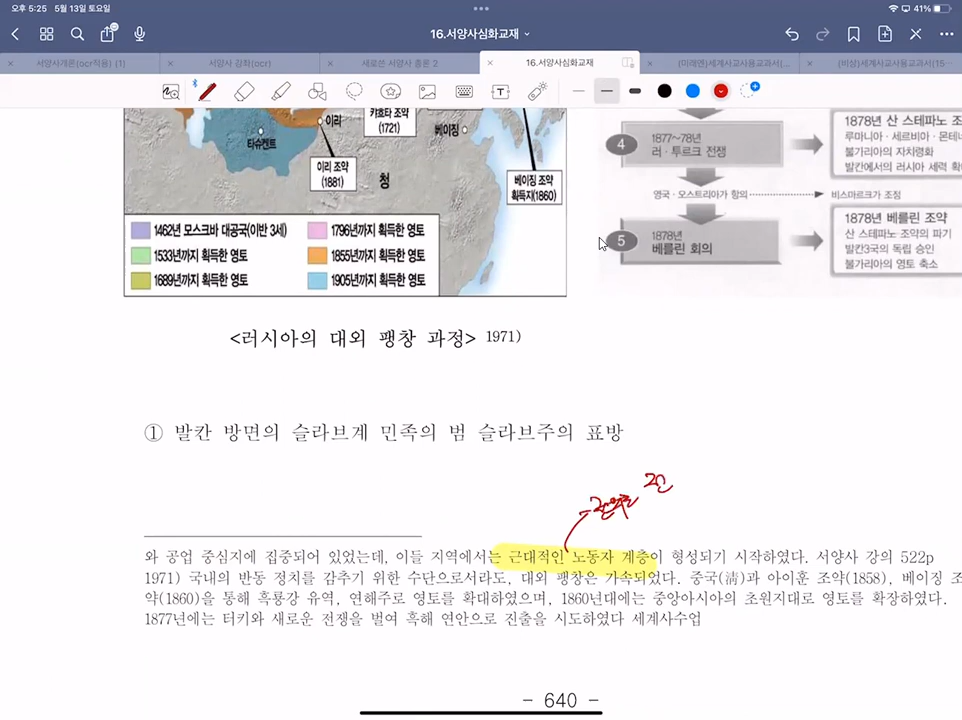 오후 5:25 5월 13일 토요일
41%
16.서양사심화교재
서양사개론(ocr적용) (1)
서양사 강좌(ocr)
새로쓴 서양사 총론 2
16.서양사심화교재
(미래엔)세계사교사용교과서(...
(비상)세계사교사용교과서(15...
이리
캬흐타 조약
(1721)
베이징
타슈켄트
이리 조약
(1881)
청
베이징 조약
획득지(1860)
1462년 모스크바 대공국(이반 3세)
1796년까지 획득한 영토
1533년까지 획득한 영토
1855년까지 획득한 영토
1689년까지 획득한 영토
1905년까지 획득한 영토
4
1877~78년
러·투르크 전쟁
1878년 산 스테파노 조
루마니아·세르비아·몬테네
불가리아의 자치령화
발칸에서의 러시아 세력 확
영국·오스트리아가 항의
비스마르크가 조정
5
1878년
베를린 회의
1878년 베를린 조약
산 스테파노 조약의 파기
발칸3국의 독립 승인
불가리아의 영토 축소
<러시아의 대외 팽창 과정> 1971)
① 발칸 방면의 슬라브계 민족의 범 슬라브주의 표방
와 공업 중심지에 집중되어 있었는데, 이들 지역에서는 근대적인 노동자 계층이 형성되기 시작하였다. 서양사 강의 522p
1971) 국내의 반동 정치를 감추기 위한 수단으로서라도, 대외 팽창은 가속되었다. 중국(淸)과 아이훈 조약(1858), 베이징 조
약(1860)을 통해 흑룡강 유역, 연해주로 영토를 확대하였으며, 1860년대에는 중앙아시아의 초원지대로 영토를 확장하였다.
1877년에는 터키와 새로운 전쟁을 벌여 흑해 연안으로 진출을 시도하였다 세계사수업
- 640 -